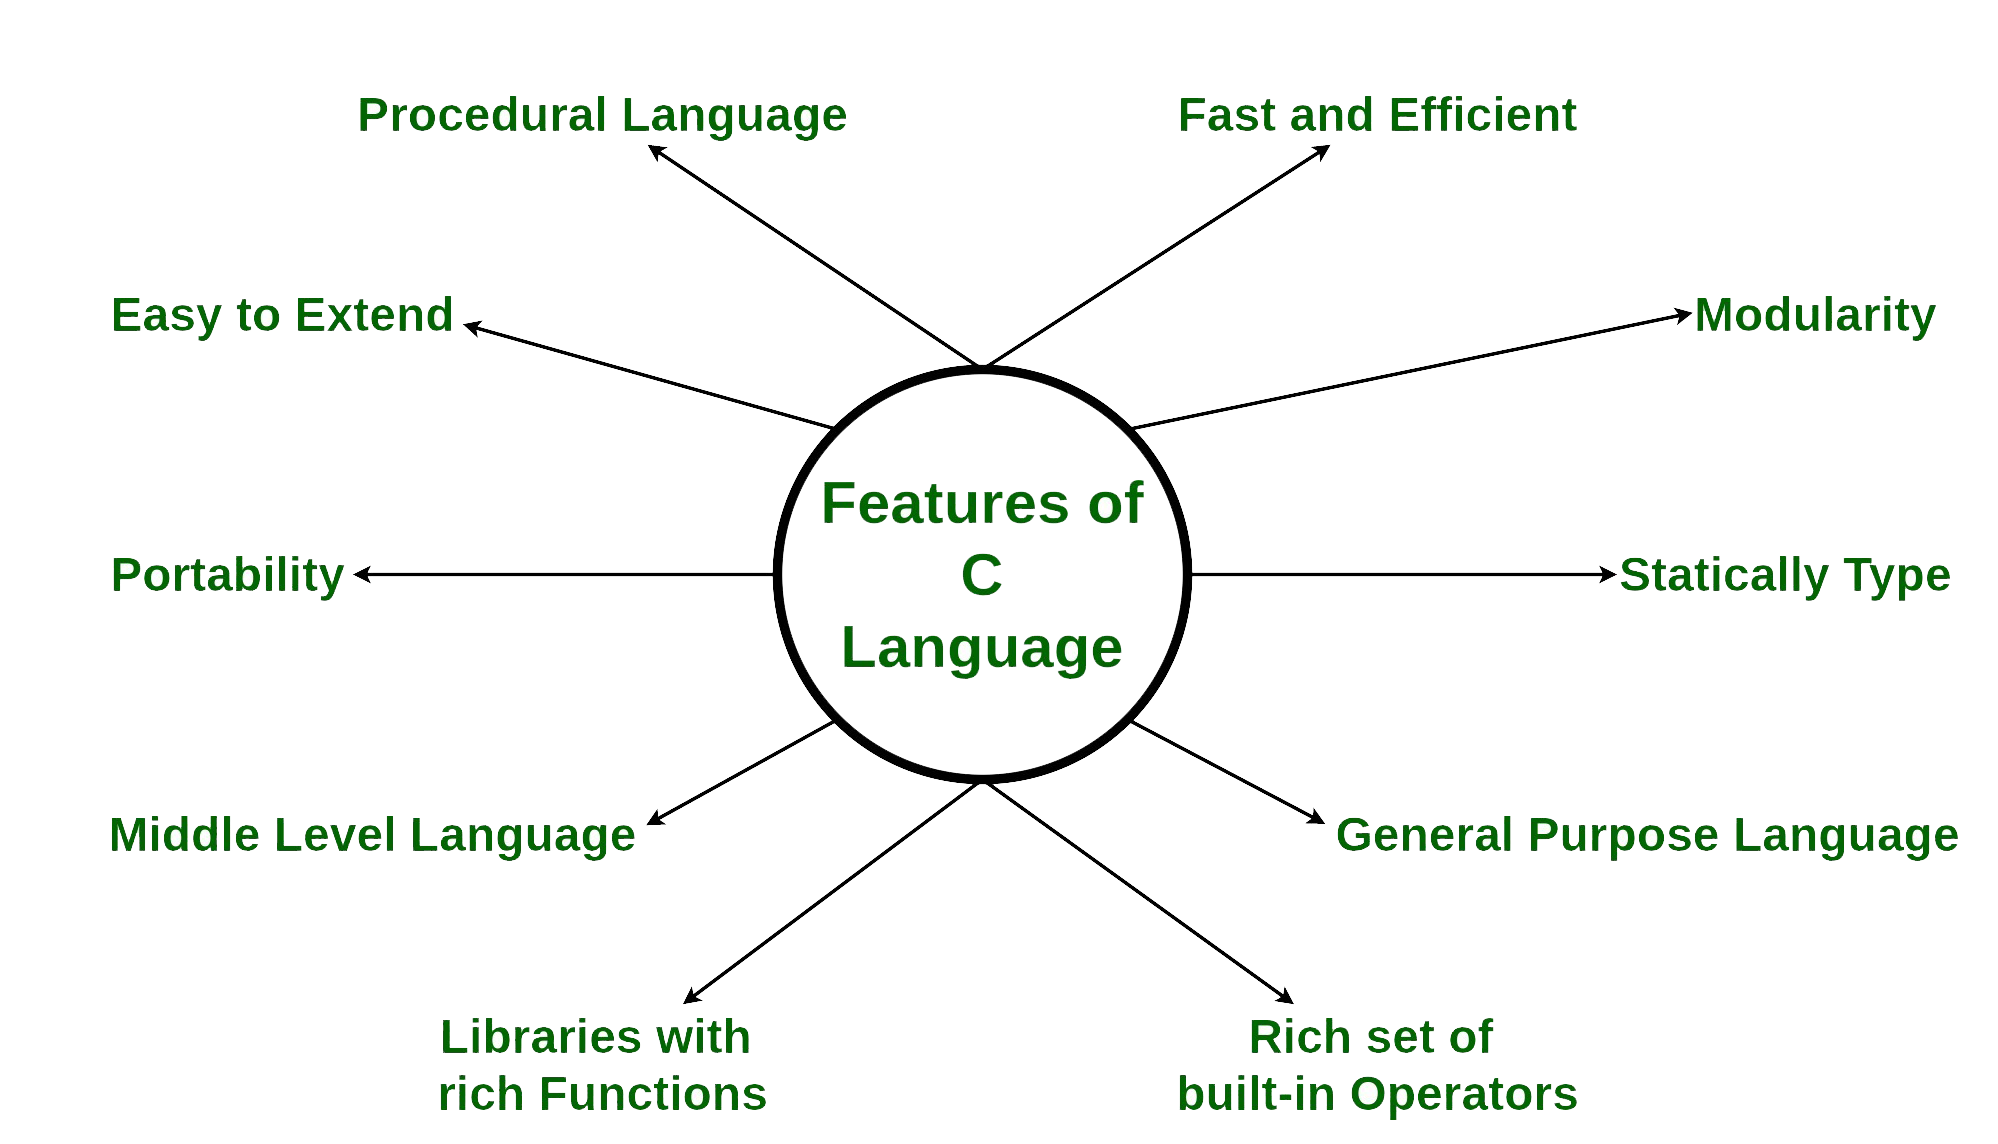 Procedural Language
Fast and Efficient
Easy to Extend
Modularity
Features of
C
Language
Portability
Statically Type
Middle Level Language
General Purpose Language
Libraries with
rich Functions
Rich set of
built-in Operators